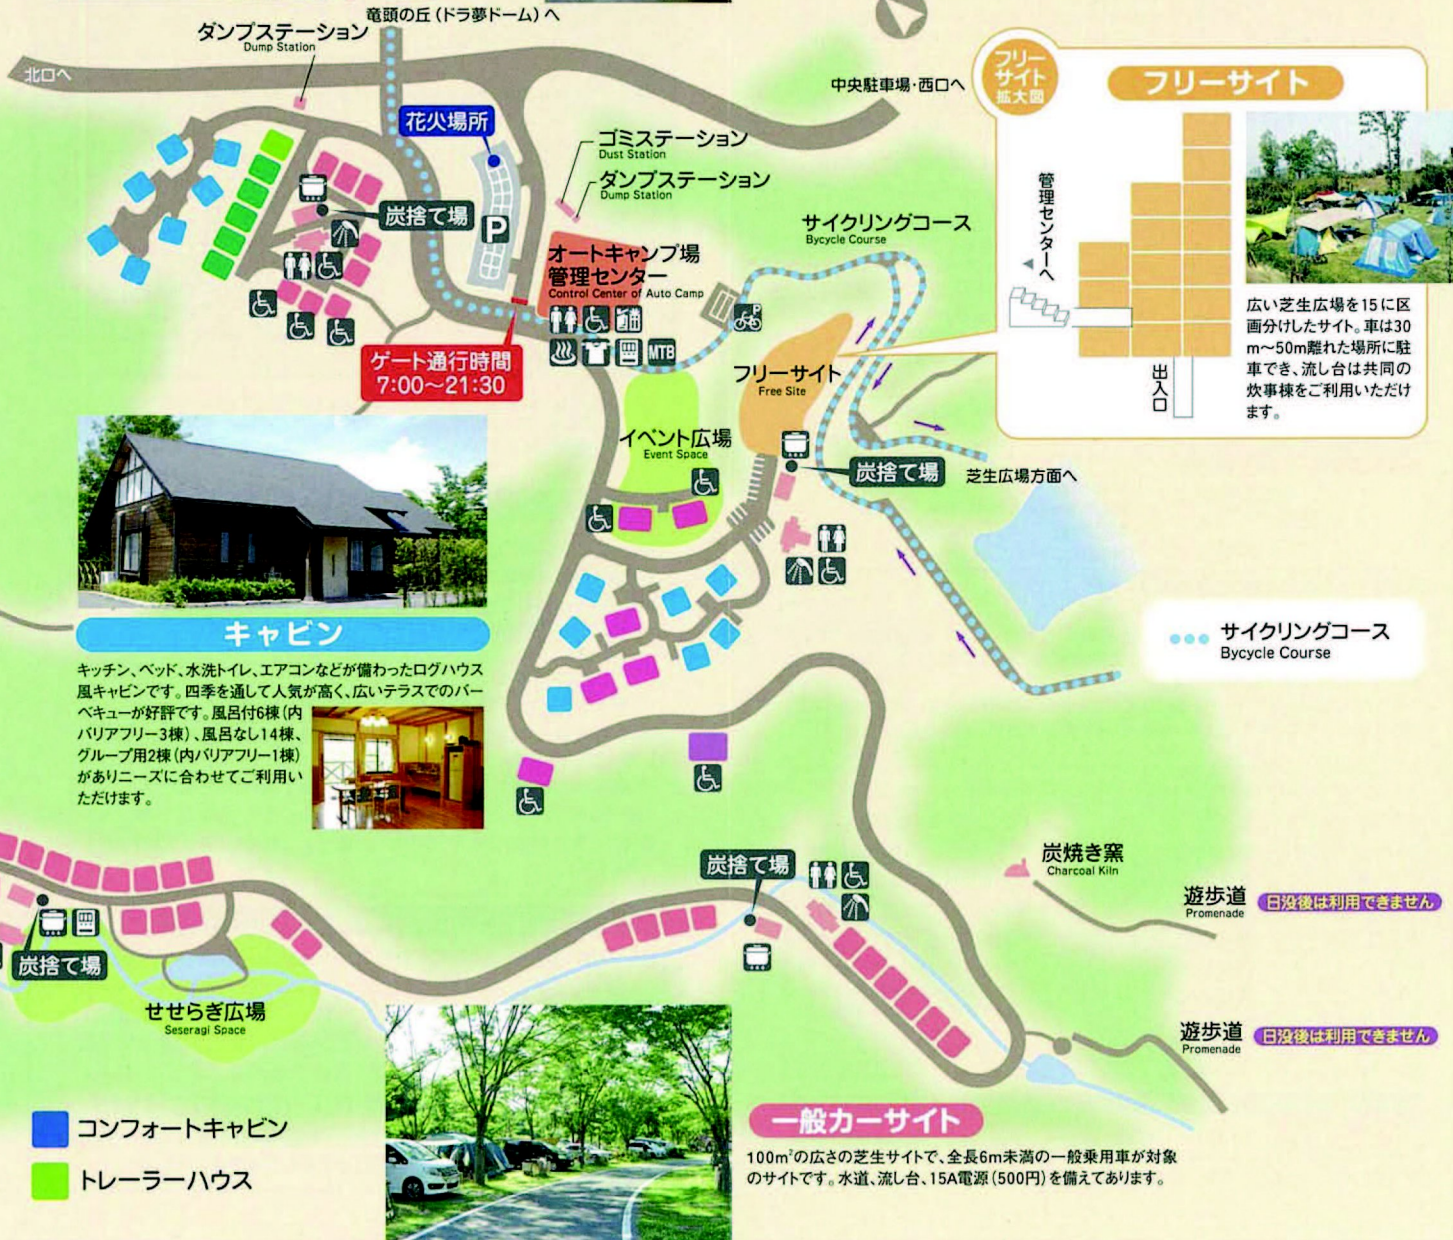 竜頭の丘（ドラ夢ドーム）へ
ダンプステーション
Dump Station
北口へ
中央駐車場・西口へ
花火場所
ゴミステーション
Dust Station
ダンプステーション
Dump Station
炭捨て場
P
オートキャンプ場
管理センター
Control Center of Auto Camp
サイクリングコース
Bycycle Course
P
MTB
ゲート通行時間
7:00〜21:30
フリーサイト
Free Site
イベント広場
Event Space
炭捨て場
芝生広場方面へ
フリー
サイト
拡大図
フリーサイト
管理センターへ
出入口
広い芝生広場を15に区
画分けしたサイト。車は30
m〜50m離れた場所に駐
車でき、流し台は共同の
炊事棟をご利用いただけ
ます。
サイクリングコース
Bycycle Course
キャビン
キッチン、ベッド、水洗トイレ、エアコンなどが備わったログハウス
風キャビンです。四季を通して人気が高く、広いテラスでのバー
ベキューが好評です。風呂付6棟（内
バリアフリー3棟）、風呂なし14棟、
グループ用2棟（内バリアフリー1棟）
がありニーズに合わせてご利用い
ただけます。
炭捨て場
炭焼き窯
Charcoal Kiln
遊歩道
Promenade
日没後は利用できません
炭捨て場
せせらぎ広場
Seseragi Space
遊歩道
Promenade
日没後は利用できません
コンフォートキャビン
トレーラーハウス
一般カーサイト
100m²の広さの芝生サイトで、全長6m未満の一般乗用車が対象
のサイトです。水道、流し台、15A電源（500円）を備えてあります。